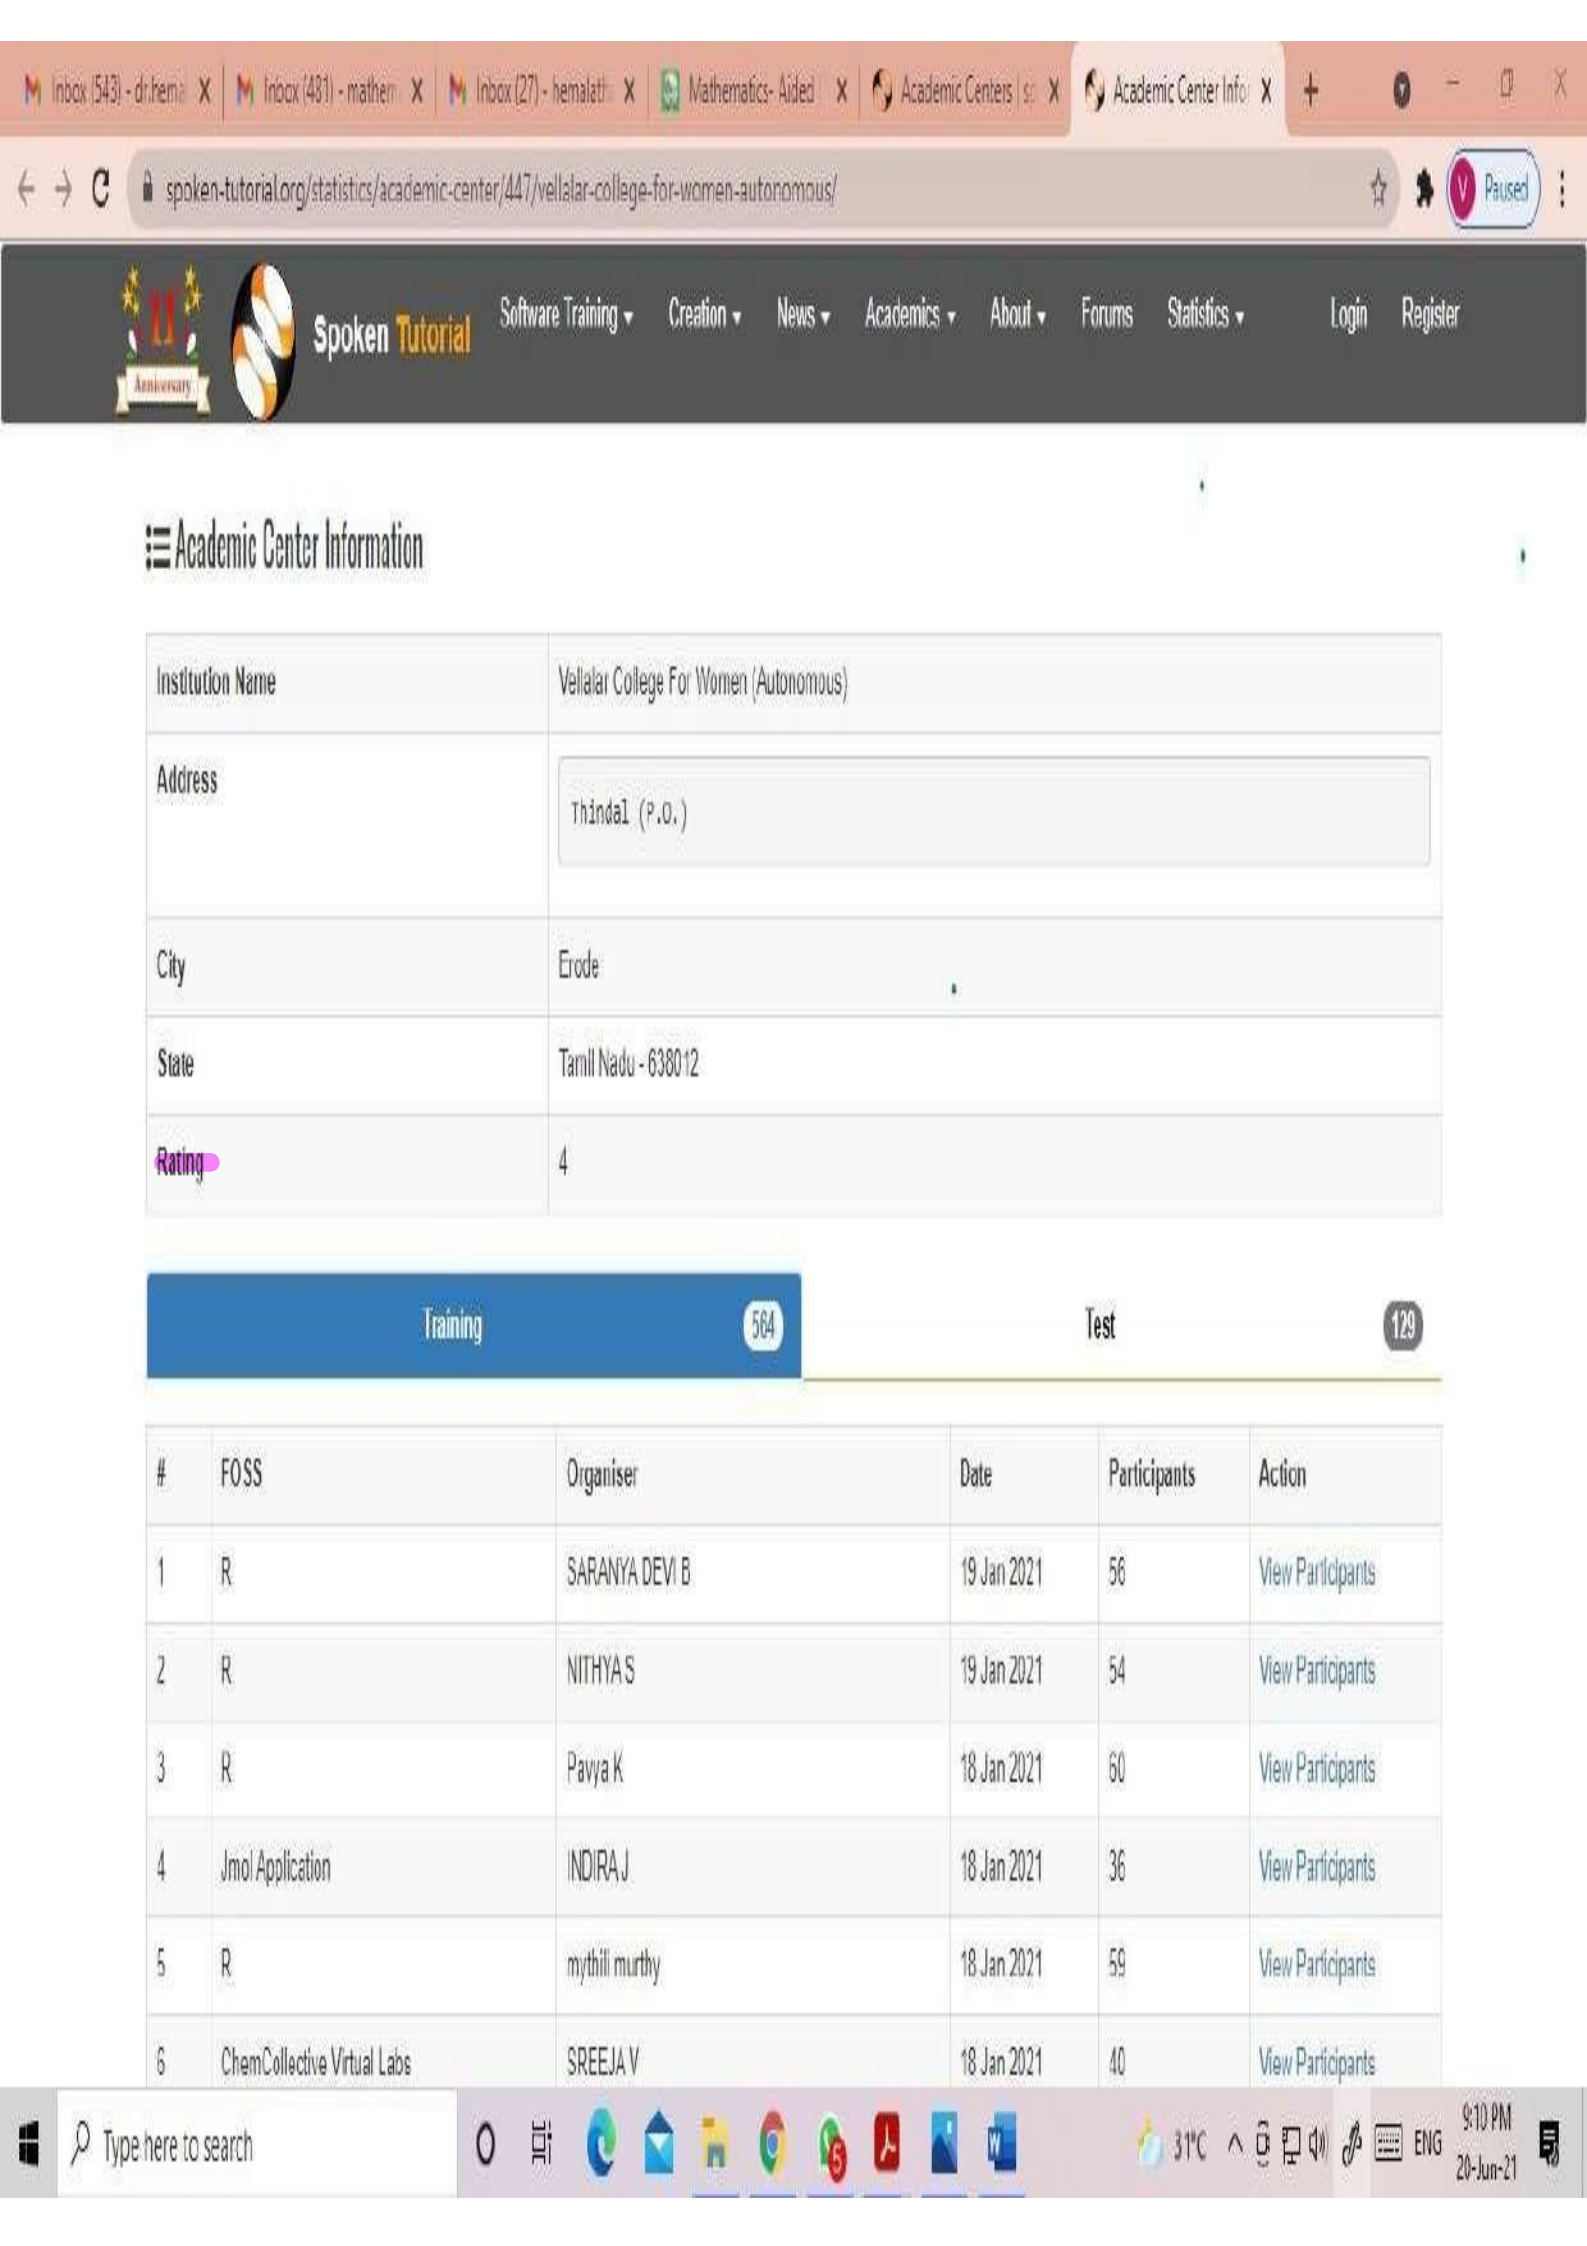 Inbox (543) - dr.hema
Inbox (481) - mathem
Inbox (27) - hemalath
Mathematics- Aided
Academic Centers | s
Academic Center Info
spoken-tutorial.org/statistics/academic-center/447/vellalar-college-for-women-autonomous/
V Paused
11 Anniversary
Spoken Tutorial
Software Training Creation News Academics About Forums Statistics Login Register
Academic Center Information
Institution Name Vellalar College For Women (Autonomous)
Address Thindal (P.O.)
City Erode
State Tamil Nadu - 638012
Rating 4
Training 564 Test 129
# FOSS Organiser Date Participants Action
1 R SARANYA DEVI B 19 Jan 2021 56 View Participants
2 R NITHYA S 19 Jan 2021 54 View Participants
3 R Pavya K 18 Jan 2021 60 View Participants
4 Jmol Application INDIRA J 18 Jan 2021 36 View Participants
5 R mythili murthy 18 Jan 2021 59 View Participants
6 ChemCollective Virtual Labs SREEJA V 18 Jan 2021 40 View Participants
Type here to search
5
W
31°C
ENG
9:10 PM
20-Jun-21